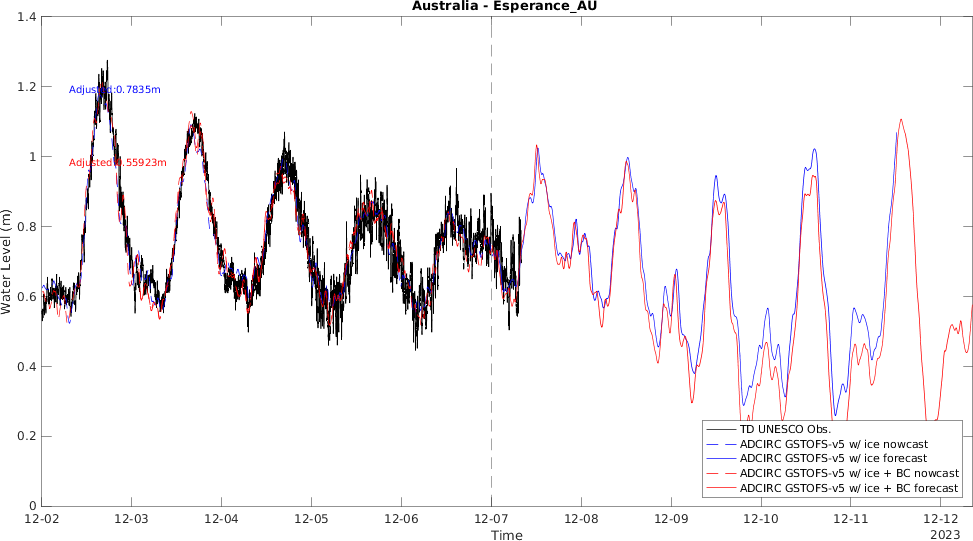 Australia - Esperance_AU
1.4
1.2
1
0.8
0.6
0.4
0.2
0
Water Level (m)
Adjusted:0.7835m
Adjusted:0.55923m
TD UNESCO Obs.
ADCIRC GSTOFS-v5 w/ ice nowcast
ADCIRC GSTOFS-v5 w/ ice forecast
ADCIRC GSTOFS-v5 w/ ice + BC nowcast
ADCIRC GSTOFS-v5 w/ ice + BC forecast
12-02 12-03 12-04 12-05 12-06 12-07 12-08 12-09 12-10 12-11 12-12
Time
2023